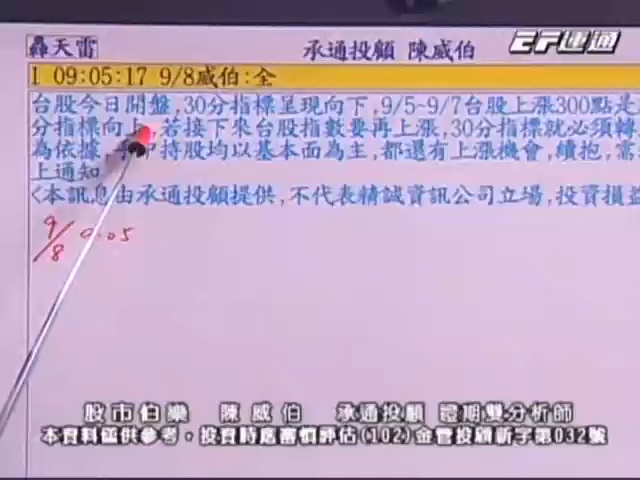 轟天雷
承通投顧 陳威伯
EF速通
1 09:05:17 9/8威伯:全
台股今日開盤,30分指標呈現向下,9/5~9/7台股上漲300點是
分指標向上,若接下來台股指數要再上漲,30分指標就必須轉
為依據,手中持股均以基本面為主,都還有上漲機會,續抱,當
上通知
<本訊息由承通投顧提供,不代表精誠資訊公司立場,投資損益
9/8 9:05
股市伯樂 陳威伯 承通投顧 證期雙分析師
本資料僅供參考,投資時應審慎評估(102)金管投顧新字第032號